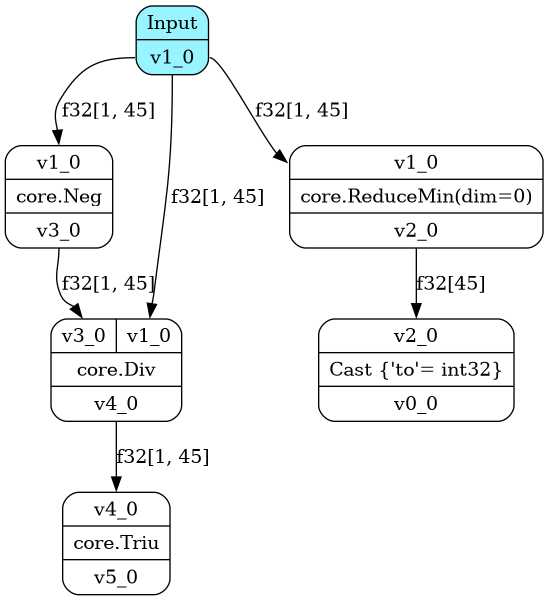 Input
v1_0
f32[1, 45]
f32[1, 45]
v1_0
core.Neg
v3_0
f32[1, 45]
v1_0
core.ReduceMin(dim=0)
v2_0
f32[1, 45]
f32[45]
v3_0 v1_0
core.Div
v4_0
v2_0
Cast {'to'= int32}
v0_0
f32[1, 45]
v4_0
core.Triu
v5_0